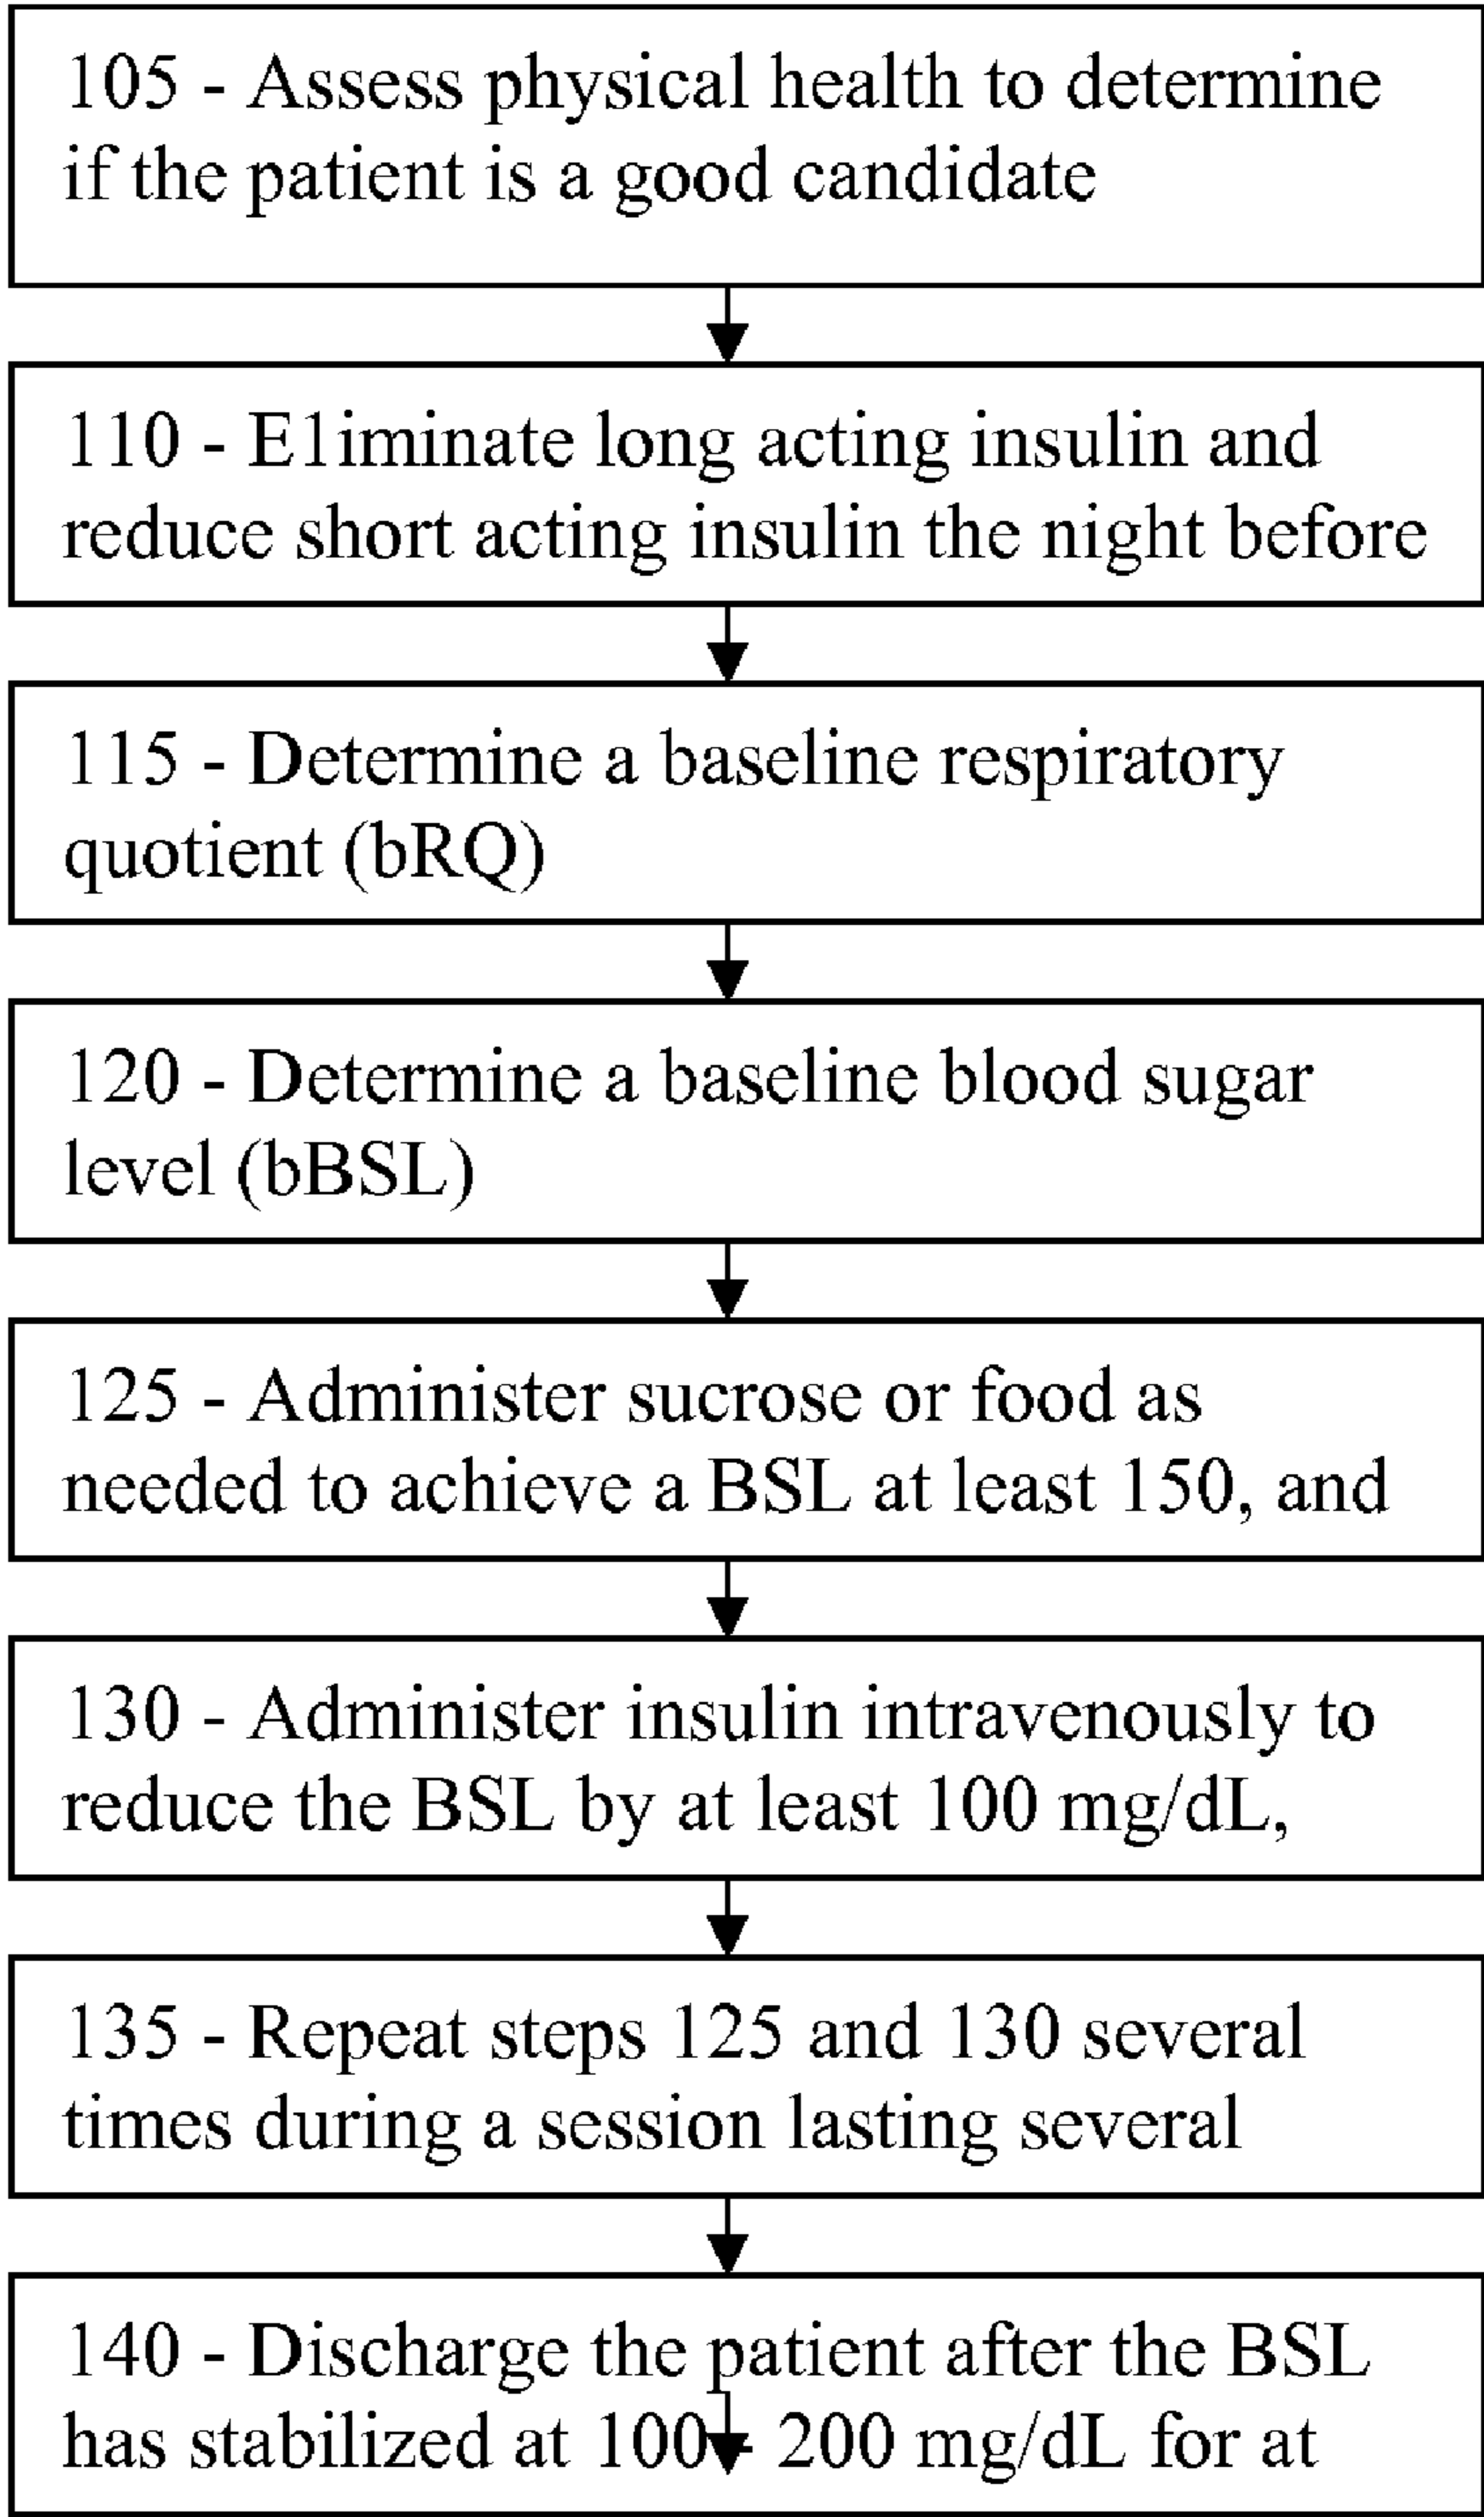 105 - Assess physical health to determine
if the patient is a good candidate
110 - E1iminate long acting insulin and
reduce short acting insulin the night before
115 - Determine a baseline respiratory
quotient (bRQ)
120 - Determine a baseline blood sugar
level (bBSL)
125 - Administer sucrose or food as
needed to achieve a BSL at least 150, and
130 - Administer insulin intravenously to
reduce the BSL by at least 100 mg/dL,
135 - Repeat steps 125 and 130 several
times during a session lasting several
140 - Discharge the patient after the BSL
has stabilized at 100 - 200 mg/dL for at